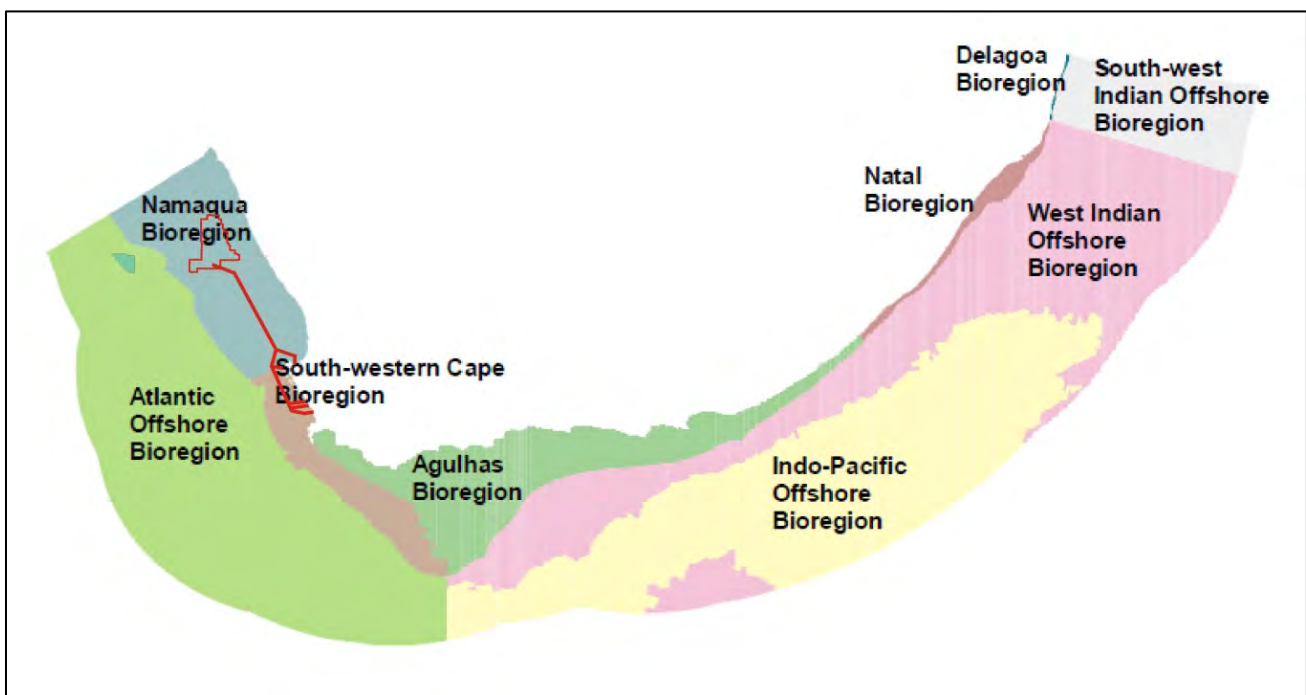 Delagoa
Bioregion
South-west
Indian Offshore
Bioregion
Namaqua
Bioregion
Natal
Bioregion
West Indian
Offshore
Bioregion
South-western Cape
Bioregion
Atlantic
Offshore
Bioregion
Agulhas
Bioregion
Indo-Pacific
Offshore
Bioregion